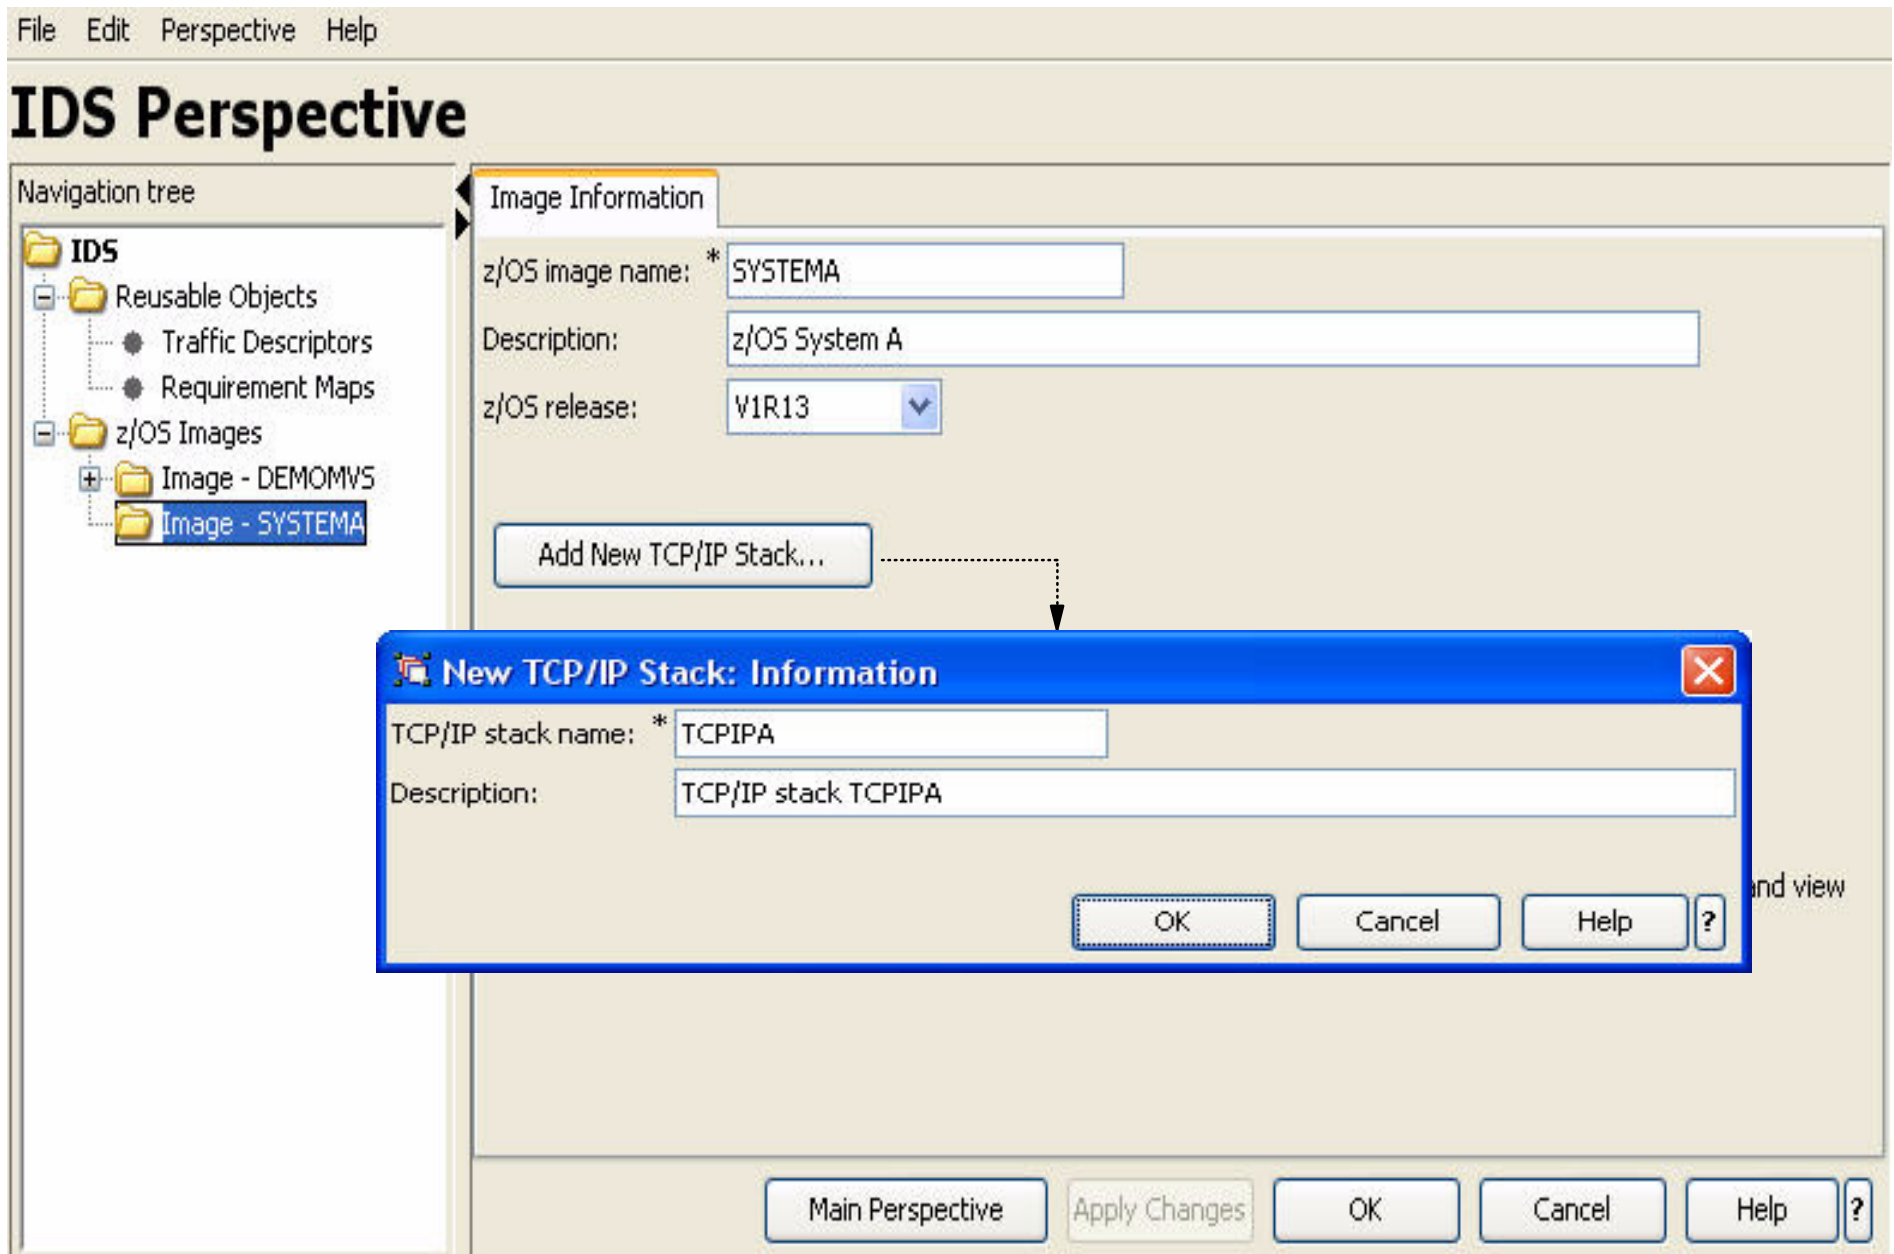 File Edit Perspective Help
IDS Perspective
Navigation tree
IDS
Reusable Objects
Traffic Descriptors
Requirement Maps
z/OS Images
Image - DEMOMVS
Image - SYSTEMA
Image Information
z/OS image name: * SYSTEMA
Description: z/OS System A
z/OS release: V1R13
Add New TCP/IP Stack...
New TCP/IP Stack: Information
TCP/IP stack name: * TCPIPA
Description: TCP/IP stack TCPIPA
OK Cancel Help ?
and view
Main Perspective Apply Changes OK Cancel Help ?